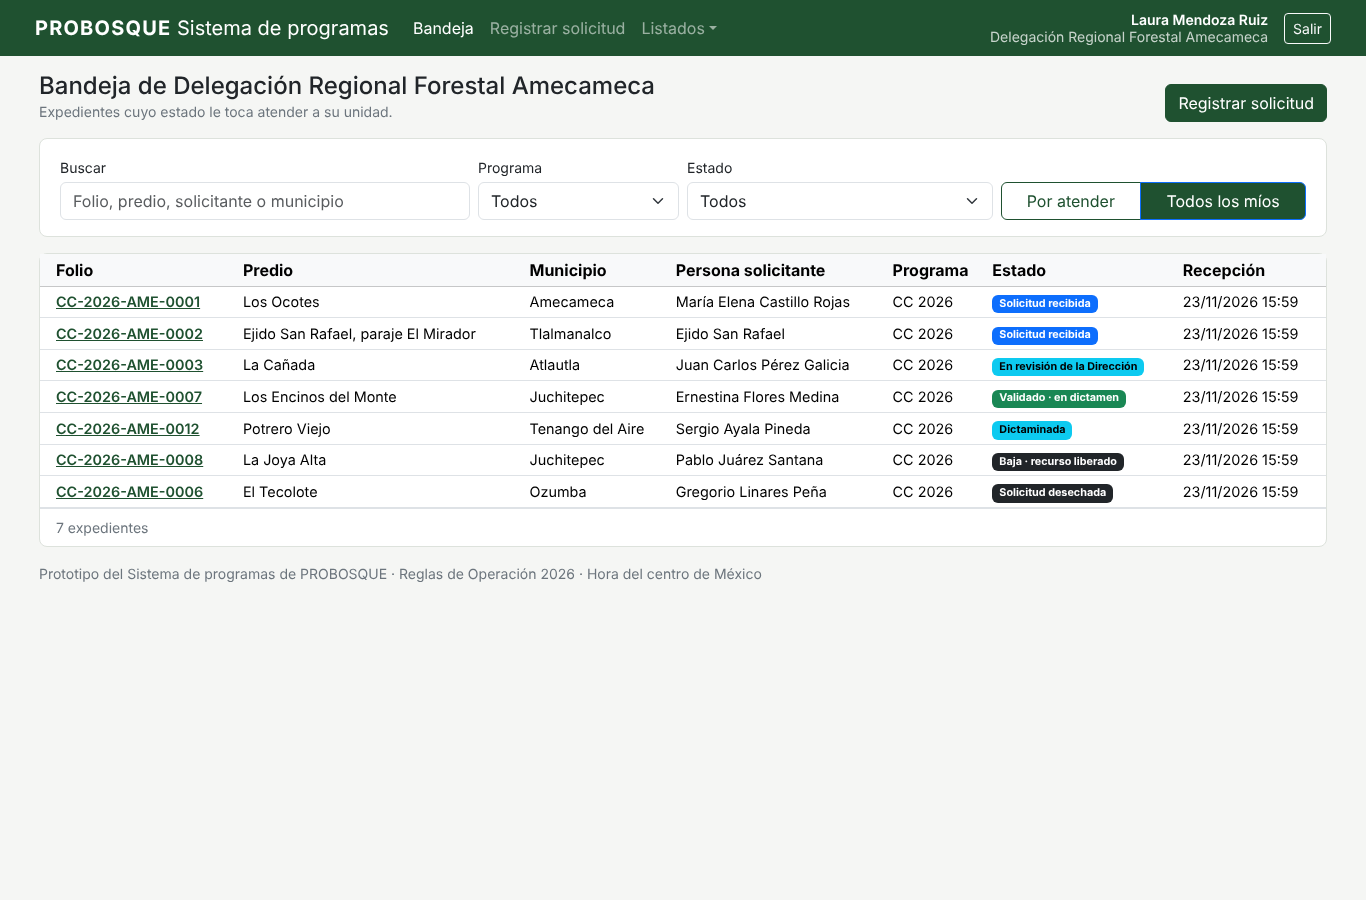 PROBOSQUE Sistema de programas Bandeja Registrar solicitud Listados
Laura Mendoza Ruiz
Delegación Regional Forestal Amecameca
Salir
Bandeja de Delegación Regional Forestal Amecameca
Expedientes cuyo estado le toca atender a su unidad.
Registrar solicitud
Buscar Programa Estado
Folio, predio, solicitante o municipio Todos Todos Por atender Todos los míos
Folio Predio Municipio Persona solicitante Programa Estado Recepción
CC-2026-AME-0001 Los Ocotes Amecameca María Elena Castillo Rojas CC 2026 Solicitud recibida 23/11/2026 15:59
CC-2026-AME-0002 Ejido San Rafael, paraje El Mirador Tlalmanalco Ejido San Rafael CC 2026 Solicitud recibida 23/11/2026 15:59
CC-2026-AME-0003 La Cañada Atlautla Juan Carlos Pérez Galicia CC 2026 En revisión de la Dirección 23/11/2026 15:59
CC-2026-AME-0007 Los Encinos del Monte Juchitepec Ernestina Flores Medina CC 2026 Validado · en dictamen 23/11/2026 15:59
CC-2026-AME-0012 Potrero Viejo Tenango del Aire Sergio Ayala Pineda CC 2026 Dictaminada 23/11/2026 15:59
CC-2026-AME-0008 La Joya Alta Juchitepec Pablo Juárez Santana CC 2026 Baja · recurso liberado 23/11/2026 15:59
CC-2026-AME-0006 El Tecolote Ozumba Gregorio Linares Peña CC 2026 Solicitud desechada 23/11/2026 15:59
7 expedientes
Prototipo del Sistema de programas de PROBOSQUE · Reglas de Operación 2026 · Hora del centro de México